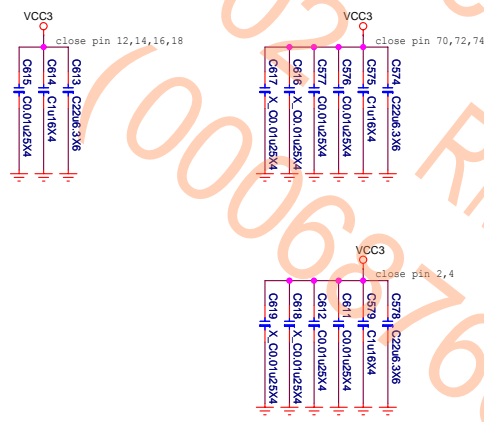 VCC3
close pin 12,14,16,18
C615
C0.01u25X4
C614
C1u16X4
C613
C22u6.3X6
VCC3
close pin 70,72,74
C617
X_C0.01u25X4
C616
X_C0.01u25X4
C577
C0.01u25X4
C576
C0.01u25X4
C575
C1u16X4
C574
C22u6.3X6
VCC3
close pin 2,4
C619
X_C0.01u25X4
C618
X_C0.01u25X4
C612
C0.01u25X4
C611
C0.01u25X4
C579
C1u16X4
C578
C22u6.3X6